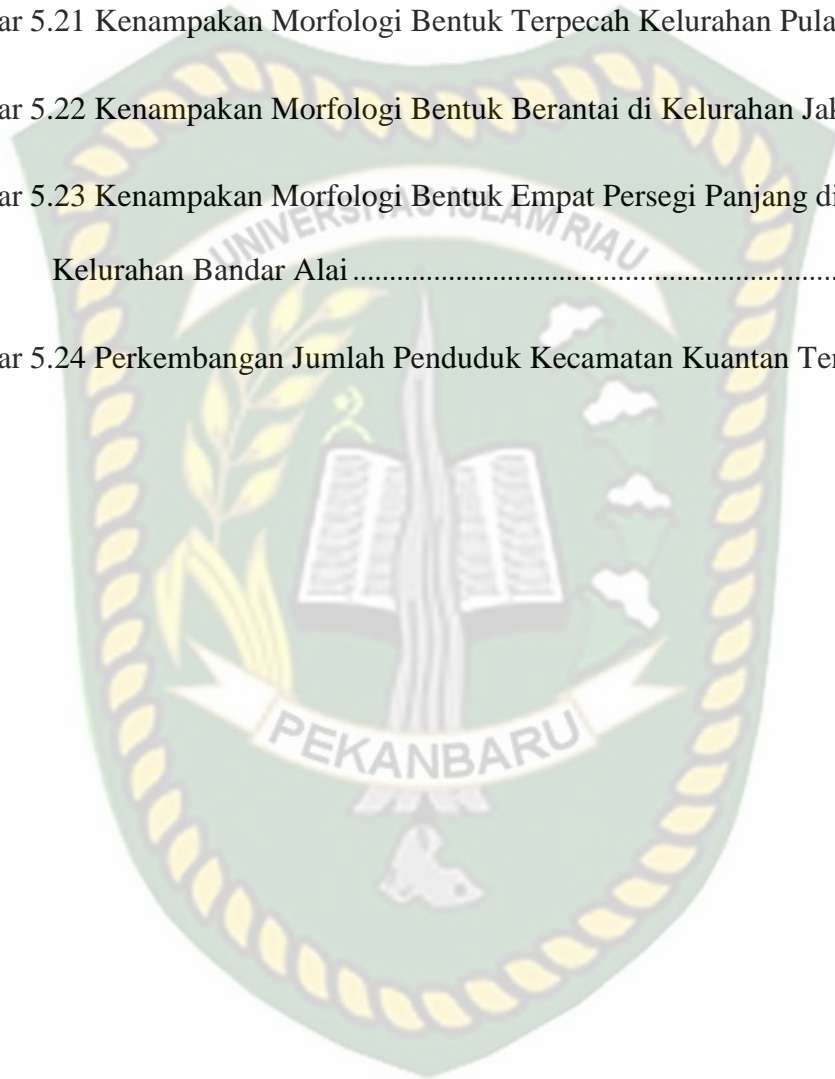 ar 5.21 Kenampakan Morfologi Bentuk Terpecah Kelurahan Pula
ar 5.22 Kenampakan Morfologi Bentuk Berantai di Kelurahan Jak
ar 5.23 Kenampakan Morfologi Bentuk Empat Persegi Panjang di
UNIVERSITAS ISLAM RIAU
Kelurahan Bandar Alai ..................................................................
ar 5.24 Perkembangan Jumlah Penduduk Kecamatan Kuantan Ter
PEKANBARU